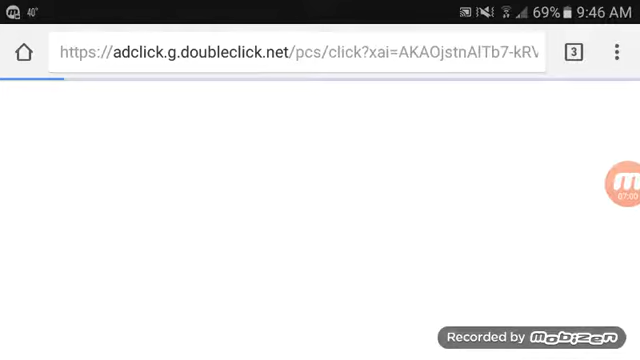 40° 69% 9:46 AM
https://adclick.g.doubleclick.net/pcs/click?xai=AKAOjstnAlTb7-kRV 3
07:00
Recorded by mobizen